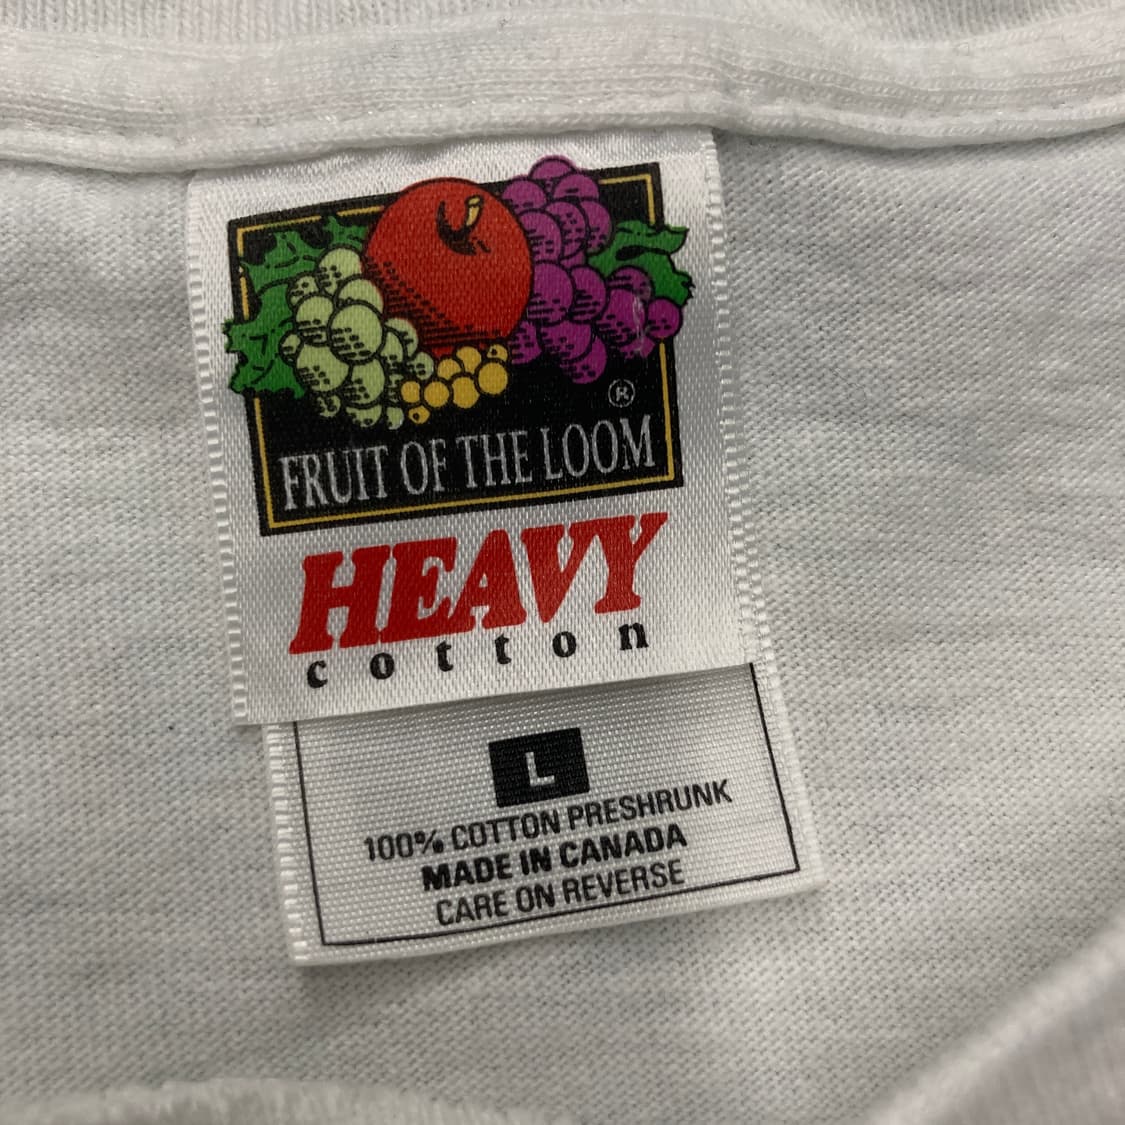 ®
FRUIT OF THE LOOM
HEAVY
cotton
L
100% COTTON PRESHRUNK
MADE IN CANADA
CARE ON REVERSE